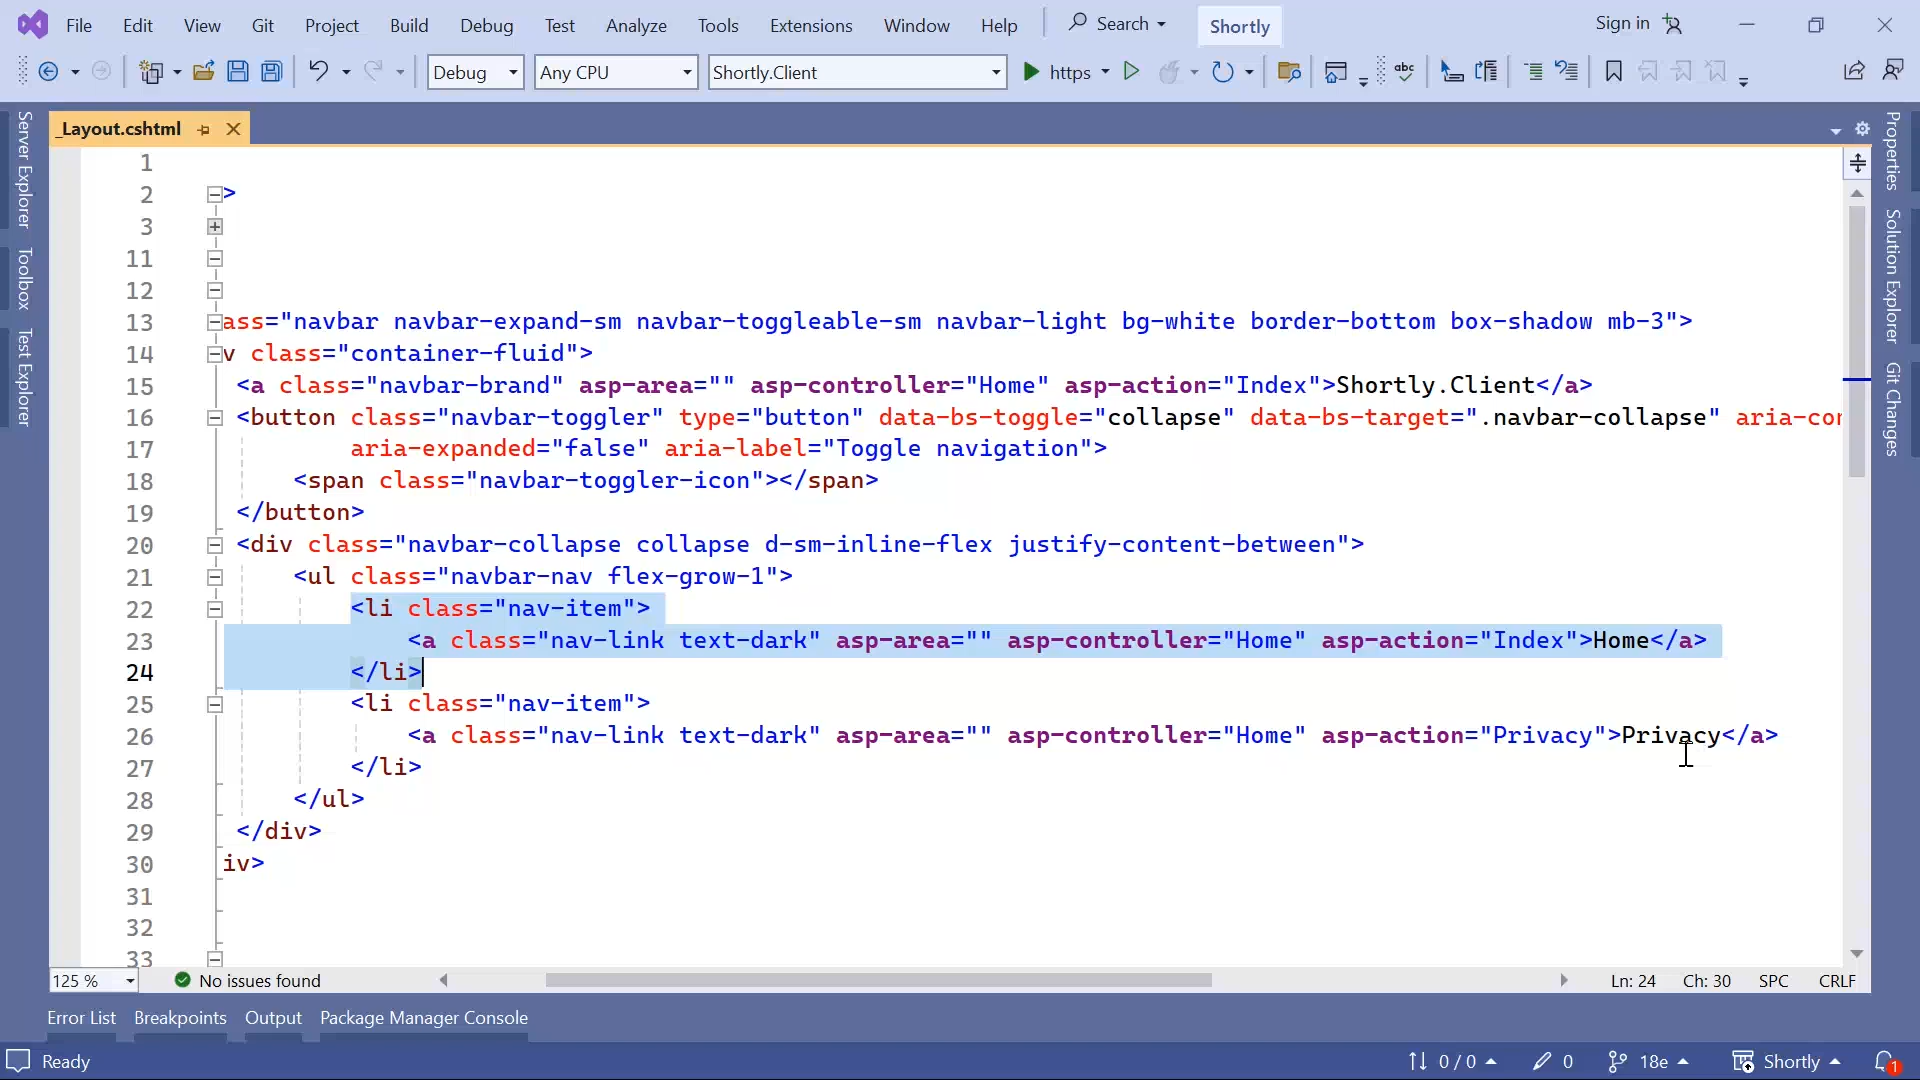 File Edit View Git Project Build Debug Test Analyze Tools Extensions Window Help Search Shortly Sign in
Debug Any CPU Shortly.Client https abc
_Layout.cshtml
Server Explorer
Toolbox
Test Explorer
Properties
Solution Explorer
Git Changes
1
2 >
3
11
12
13 ass="navbar navbar-expand-sm navbar-toggleable-sm navbar-light bg-white border-bottom box-shadow mb-3">
14 v class="container-fluid">
15 <a class="navbar-brand" asp-area="" asp-controller="Home" asp-action="Index">Shortly.Client</a>
16 <button class="navbar-toggler" type="button" data-bs-toggle="collapse" data-bs-target=".navbar-collapse" aria-con
17 aria-expanded="false" aria-label="Toggle navigation">
18 <span class="navbar-toggler-icon"></span>
19 </button>
20 <div class="navbar-collapse collapse d-sm-inline-flex justify-content-between">
21 <ul class="navbar-nav flex-grow-1">
22 <li class="nav-item">
23 <a class="nav-link text-dark" asp-area="" asp-controller="Home" asp-action="Index">Home</a>
24 </li>
25 <li class="nav-item">
26 <a class="nav-link text-dark" asp-area="" asp-controller="Home" asp-action="Privacy">Privacy</a>
27 </li>
28 </ul>
29 </div>
30 iv>
31
32
33
125 % No issues found Ln: 24 Ch: 30 SPC CRLF
Error List Breakpoints Output Package Manager Console
Ready 0 / 0 0 18e Shortly 1